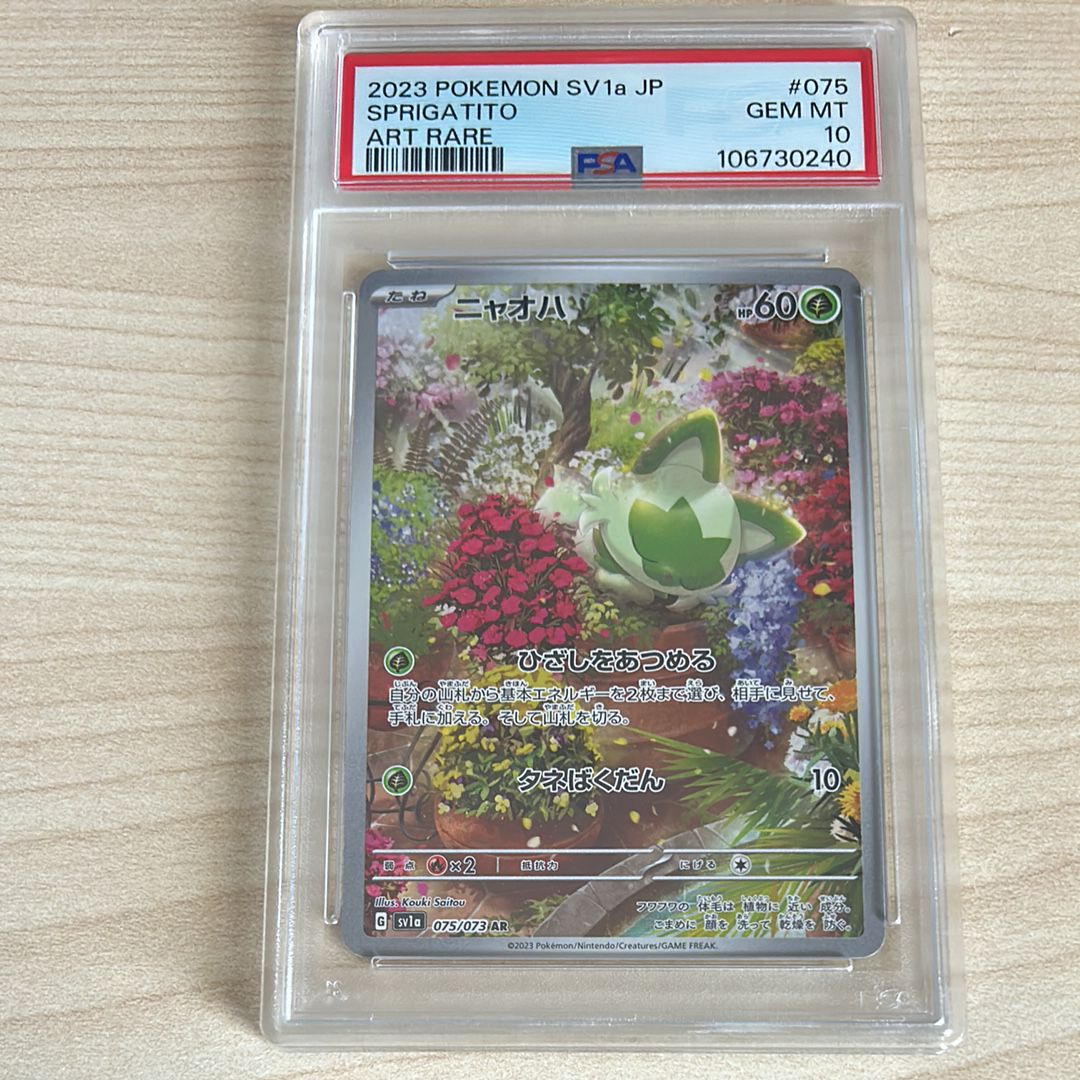 2023 POKEMON SV1a JP #075
SPRIGATITO GEM MT
ART RARE 10
PSA 106730240
たね ニャオハ HP60
ひざしをあつめる
自分の山札から基本エネルギーを2枚まで選び、相手に見せて、
手札に加える。そして山札を切る。
タネばくだん 10
弱点 ×2 抵抗力 にげる
Illus. Kouki Saitou
G sv1a 075/073 AR
フワフワの 体毛は 植物に 近い 成分。
こまめに 顔を 洗って 乾燥を 防ぐ。
©2023 Pokémon/Nintendo/Creatures/GAME FREAK.